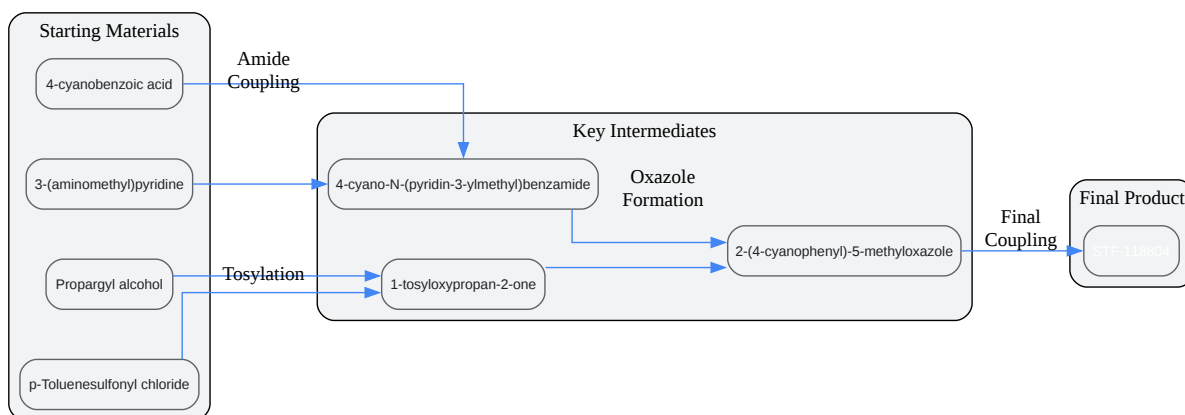 Starting Materials
4-cyanobenzoic acid
Amide
Coupling
Key Intermediates
3-(aminomethyl)pyridine
4-cyano-N-(pyridin-3-ylmethyl)benzamide
Oxazole
Formation
Final Product
Final
Coupling
2-(4-cyanophenyl)-5-methyloxazole
STF-118804
Propargyl alcohol
Tosylation
1-tosyloxypropan-2-one
p-Toluenesulfonyl chloride